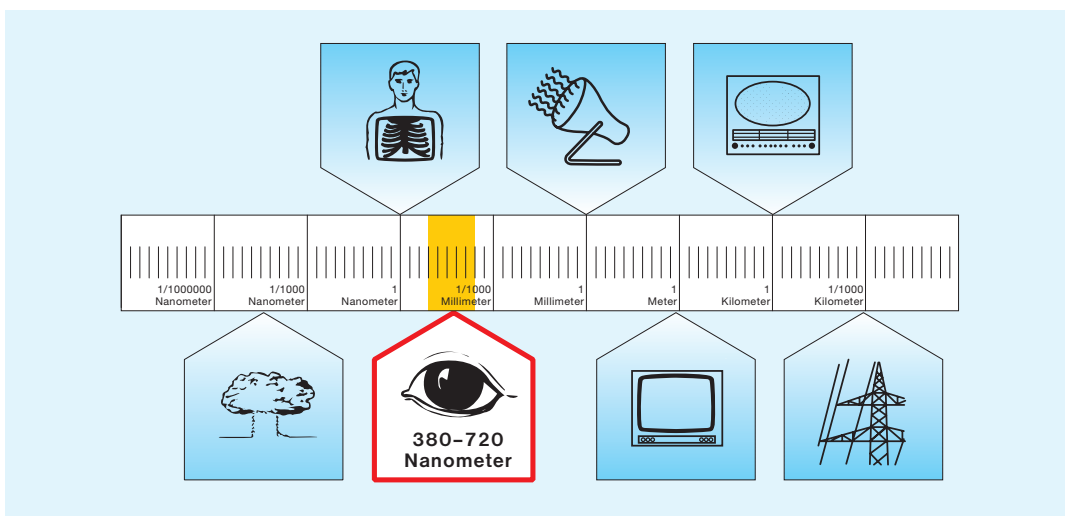 1/1000000
Nanometer
1/1000
Nanometer
1
Nanometer
1/1000
Millimeter
1
Millimeter
1
Meter
1
Kilometer
1/1000
Kilometer
380–720
Nanometer